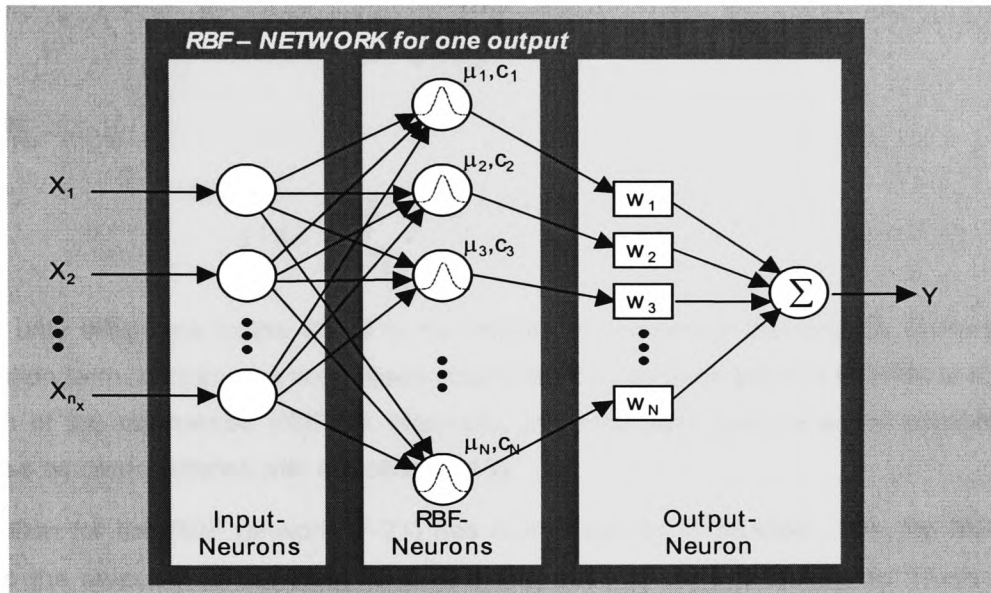 RBF – NETWORK for one output
μ₁,c₁
μ₂,c₂
μ₃,c₃
μN,cN
X₁
X₂
Xnₓ
w₁
w₂
w₃
wN
Σ
Y
Input-
Neurons
RBF-
Neurons
Output-
Neuron